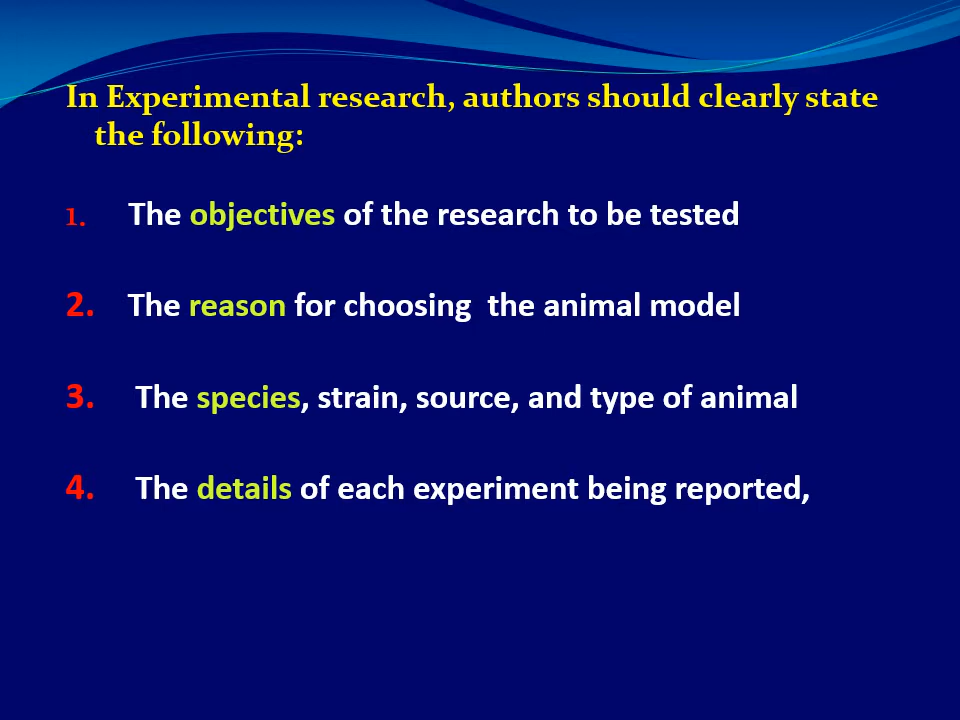 In Experimental research, authors should clearly state
the following:
1. The objectives of the research to be tested
2. The reason for choosing the animal model
3. The species, strain, source, and type of animal
4. The details of each experiment being reported,